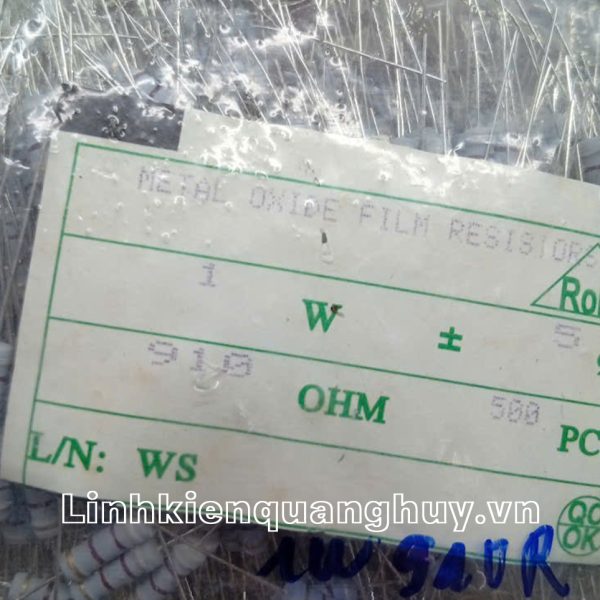 METAL OXIDE FILM RESISTORS
1 W ± 5
910 OHM 500 PC
L/N: WS
Linhkienquanghuy.vn
QC
OK
1W 910R